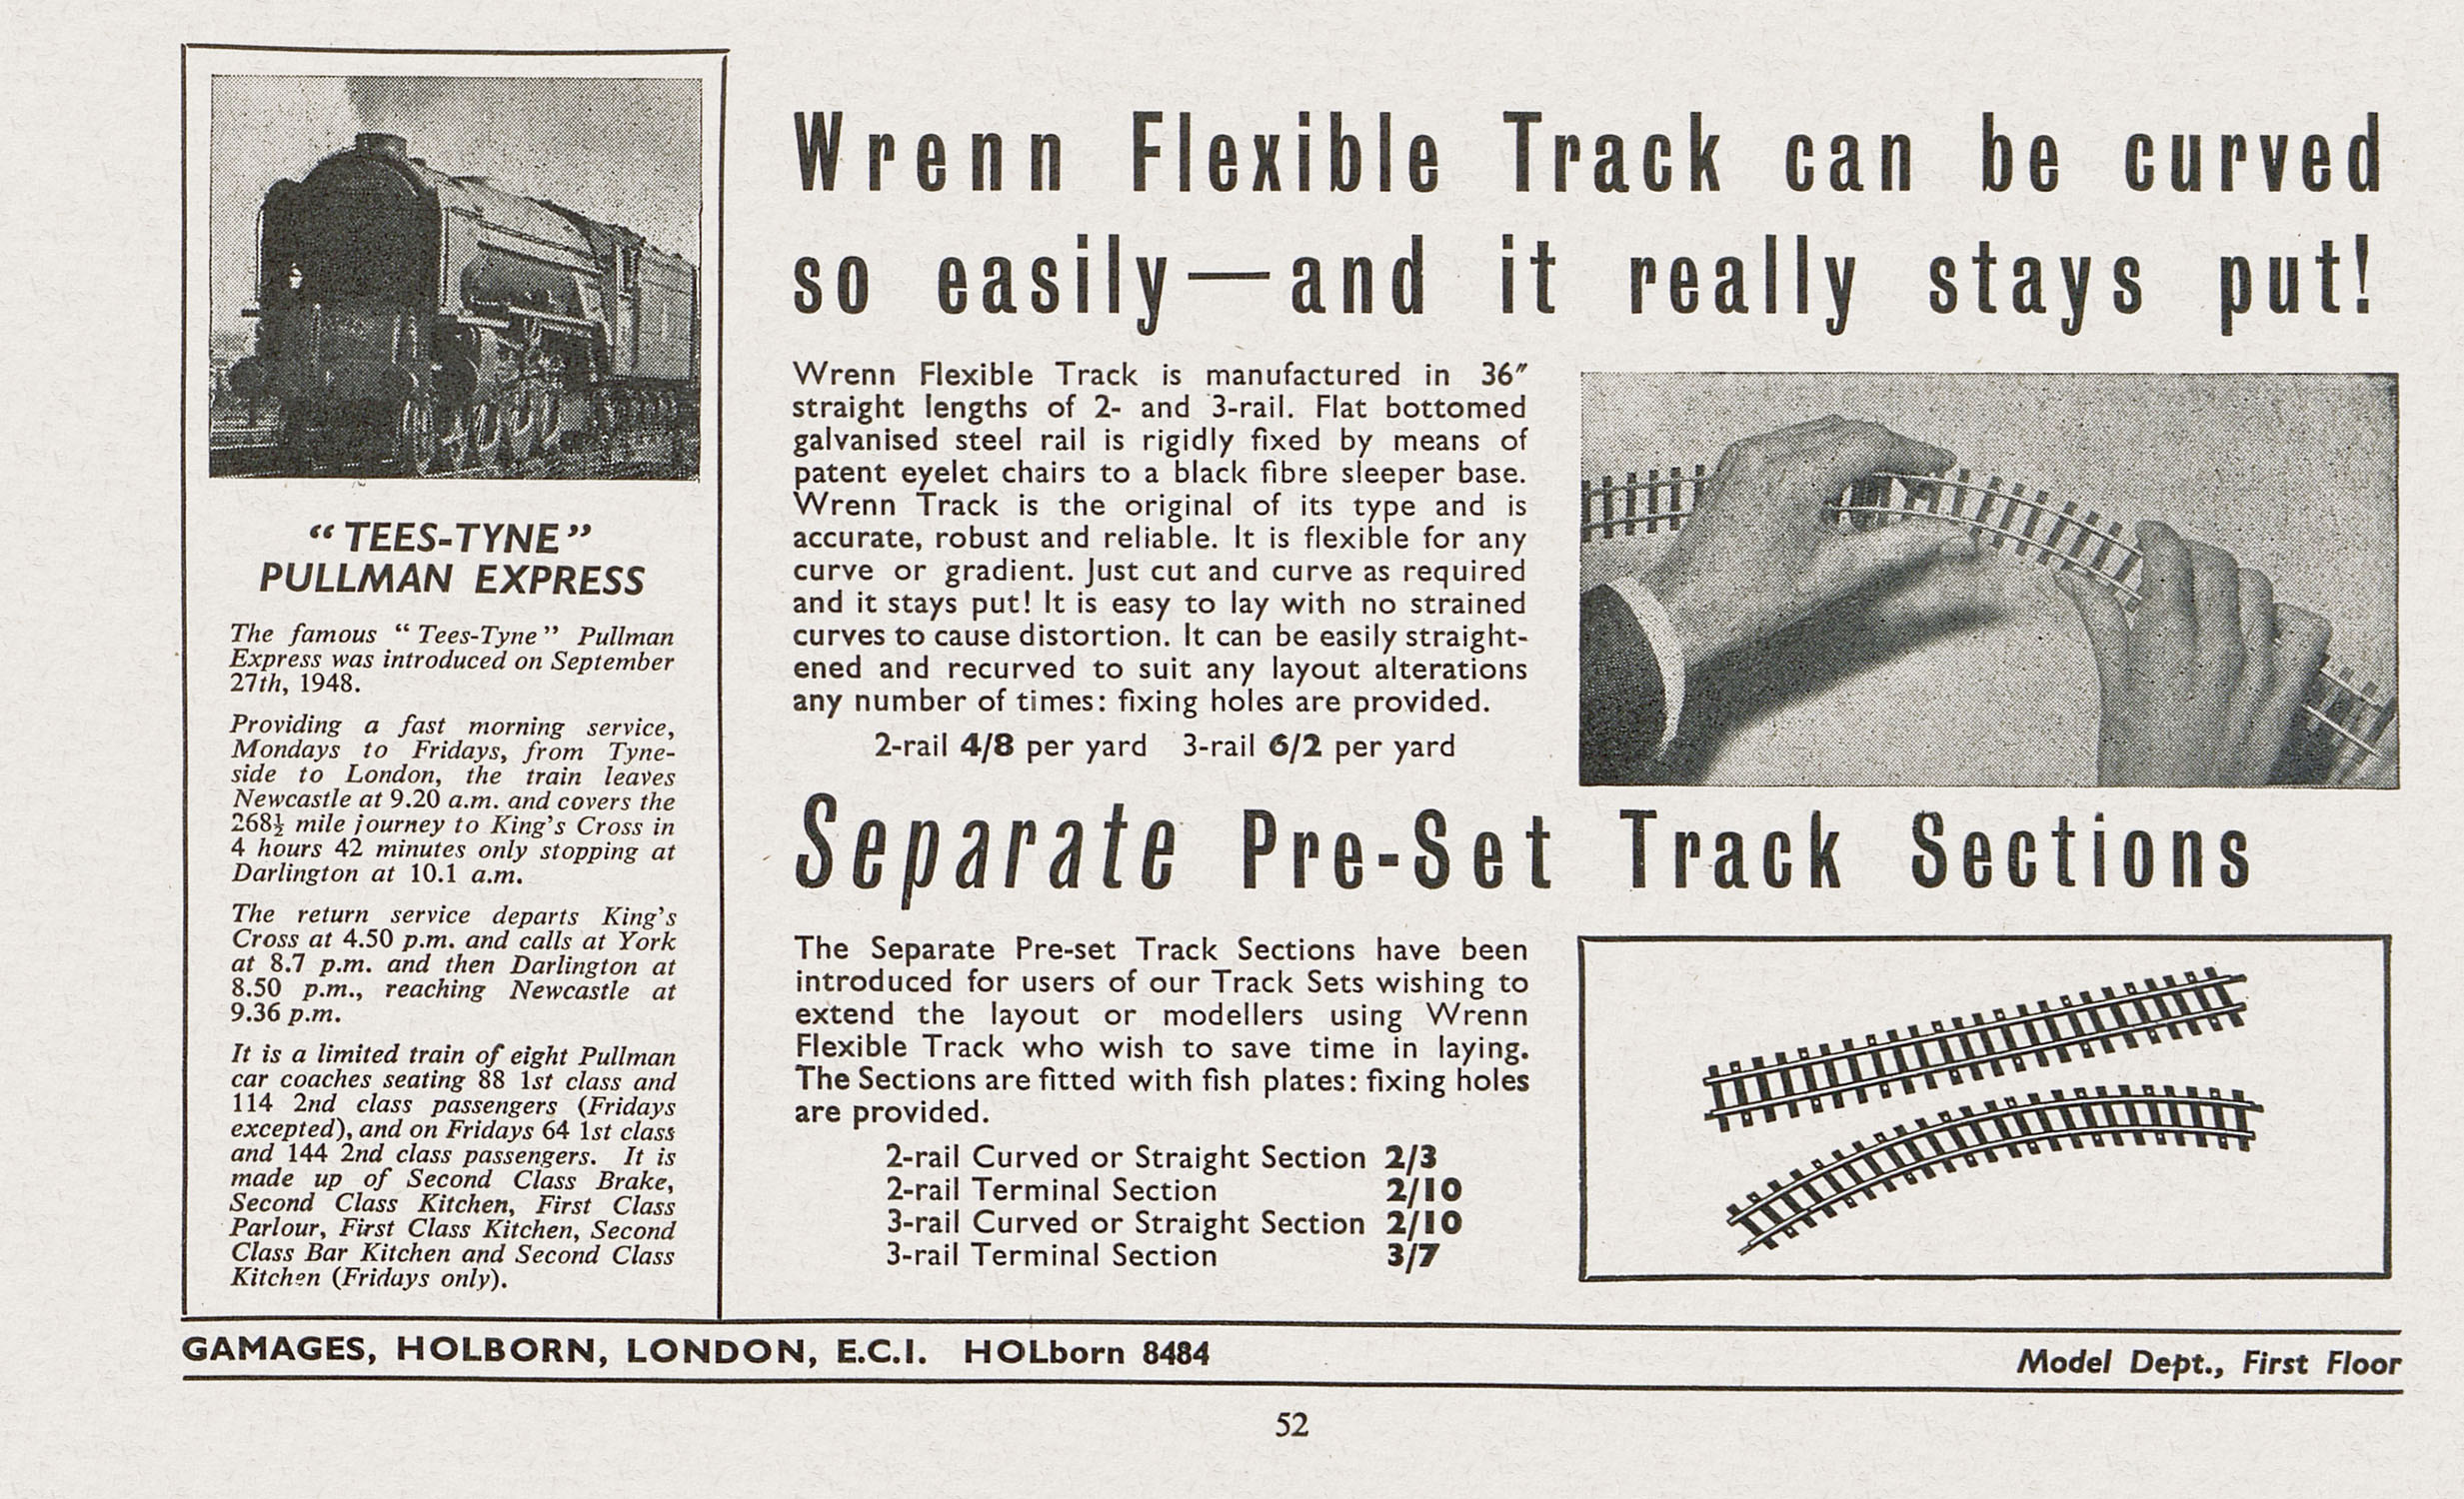 "TEES-TYNE"
PULLMAN EXPRESS
The famous "Tees-Tyne" Pullman
Express was introduced on September
27th, 1948.
Providing a fast morning service,
Mondays to Fridays, from Tyne-
side to London, the train leaves
Newcastle at 9.20 a.m. and covers the
268½ mile journey to King's Cross in
4 hours 42 minutes only stopping at
Darlington at 10.1 a.m.
The return service departs King's
Cross at 4.50 p.m. and calls at York
at 8.7 p.m. and then Darlington at
8.50 p.m., reaching Newcastle at
9.36 p.m.
It is a limited train of eight Pullman
car coaches seating 88 1st class and
114 2nd class passengers (Fridays
excepted), and on Fridays 64 1st class
and 144 2nd class passengers. It is
made up of Second Class Brake,
Second Class Kitchen, First Class
Parlour, First Class Kitchen, Second
Class Bar Kitchen and Second Class
Kitchen (Fridays only).
Wrenn Flexible Track can be curved
so easily—and it really stays put!
Wrenn Flexible Track is manufactured in 36″
straight lengths of 2- and 3-rail. Flat bottomed
galvanised steel rail is rigidly fixed by means of
patent eyelet chairs to a black fibre sleeper base.
Wrenn Track is the original of its type and is
accurate, robust and reliable. It is flexible for any
curve or gradient. Just cut and curve as required
and it stays put! It is easy to lay with no strained
curves to cause distortion. It can be easily straight-
ened and recurved to suit any layout alterations
any number of times: fixing holes are provided.
2-rail 4/8 per yard 3-rail 6/2 per yard
Separate Pre-Set Track Sections
The Separate Pre-set Track Sections have been
introduced for users of our Track Sets wishing to
extend the layout or modellers using Wrenn
Flexible Track who wish to save time in laying.
The Sections are fitted with fish plates: fixing holes
are provided.
2-rail Curved or Straight Section 2/3
2-rail Terminal Section 2/10
3-rail Curved or Straight Section 2/10
3-rail Terminal Section 3/7
GAMAGES, HOLBORN, LONDON, E.C.I. HOLborn 8484
Model Dept., First Floor
52